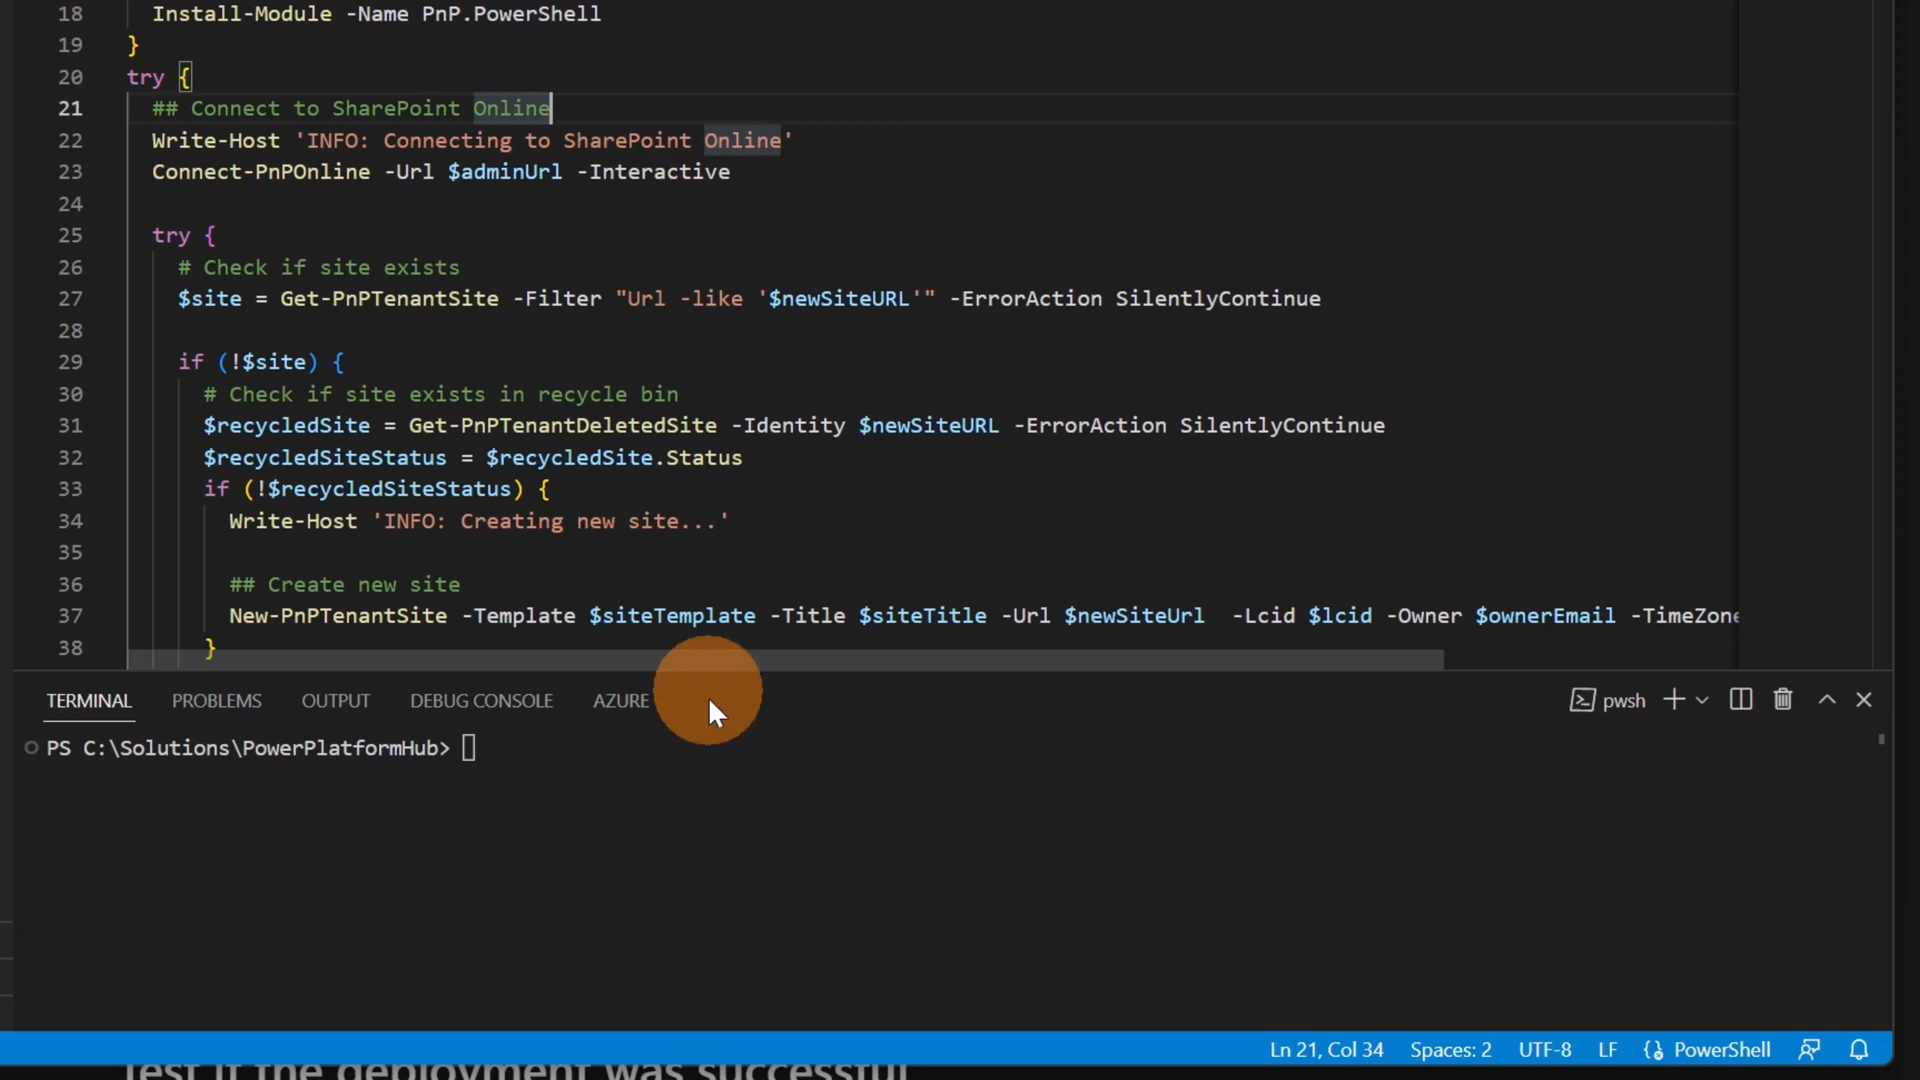 18 Install-Module -Name PnP.PowerShell
19 }
20 try {
21 ## Connect to SharePoint Online
22 Write-Host 'INFO: Connecting to SharePoint Online'
23 Connect-PnPOnline -Url $adminUrl -Interactive
24
25 try {
26 # Check if site exists
27 $site = Get-PnPTenantSite -Filter "Url -like '$newSiteURL'" -ErrorAction SilentlyContinue
28
29 if (!$site) {
30 # Check if site exists in recycle bin
31 $recycledSite = Get-PnPTenantDeletedSite -Identity $newSiteURL -ErrorAction SilentlyContinue
32 $recycledSiteStatus = $recycledSite.Status
33 if (!$recycledSiteStatus) {
34 Write-Host 'INFO: Creating new site...'
35
36 ## Create new site
37 New-PnPTenantSite -Template $siteTemplate -Title $siteTitle -Url $newSiteUrl  -Lcid $lcid -Owner $ownerEmail -TimeZone
38 }
TERMINAL PROBLEMS OUTPUT DEBUG CONSOLE AZURE pwsh
PS C:\Solutions\PowerPlatformHub>
Ln 21, Col 34 Spaces: 2 UTF-8 LF PowerShell
Test if the deployment was successful